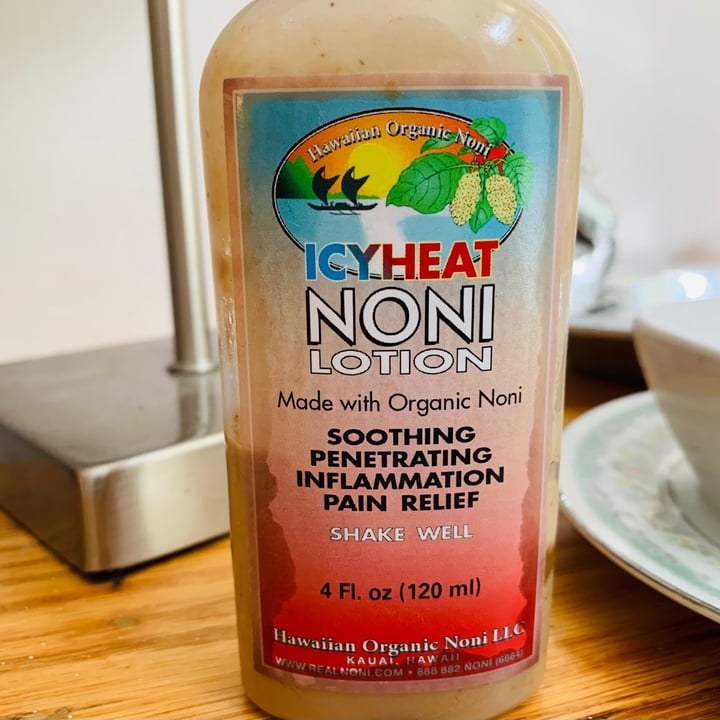 Hawaiian Organic Noni
ICYHEAT
NONI
LOTION
Made with Organic Noni
SOOTHING
PENETRATING
INFLAMMATION
PAIN RELIEF
SHAKE WELL
4 Fl. oz (120 ml)
Hawaiian Organic Noni LLC
KAUAI, HAWAII
WWW.REALNONI.COM • 888 882 NONI (6664)